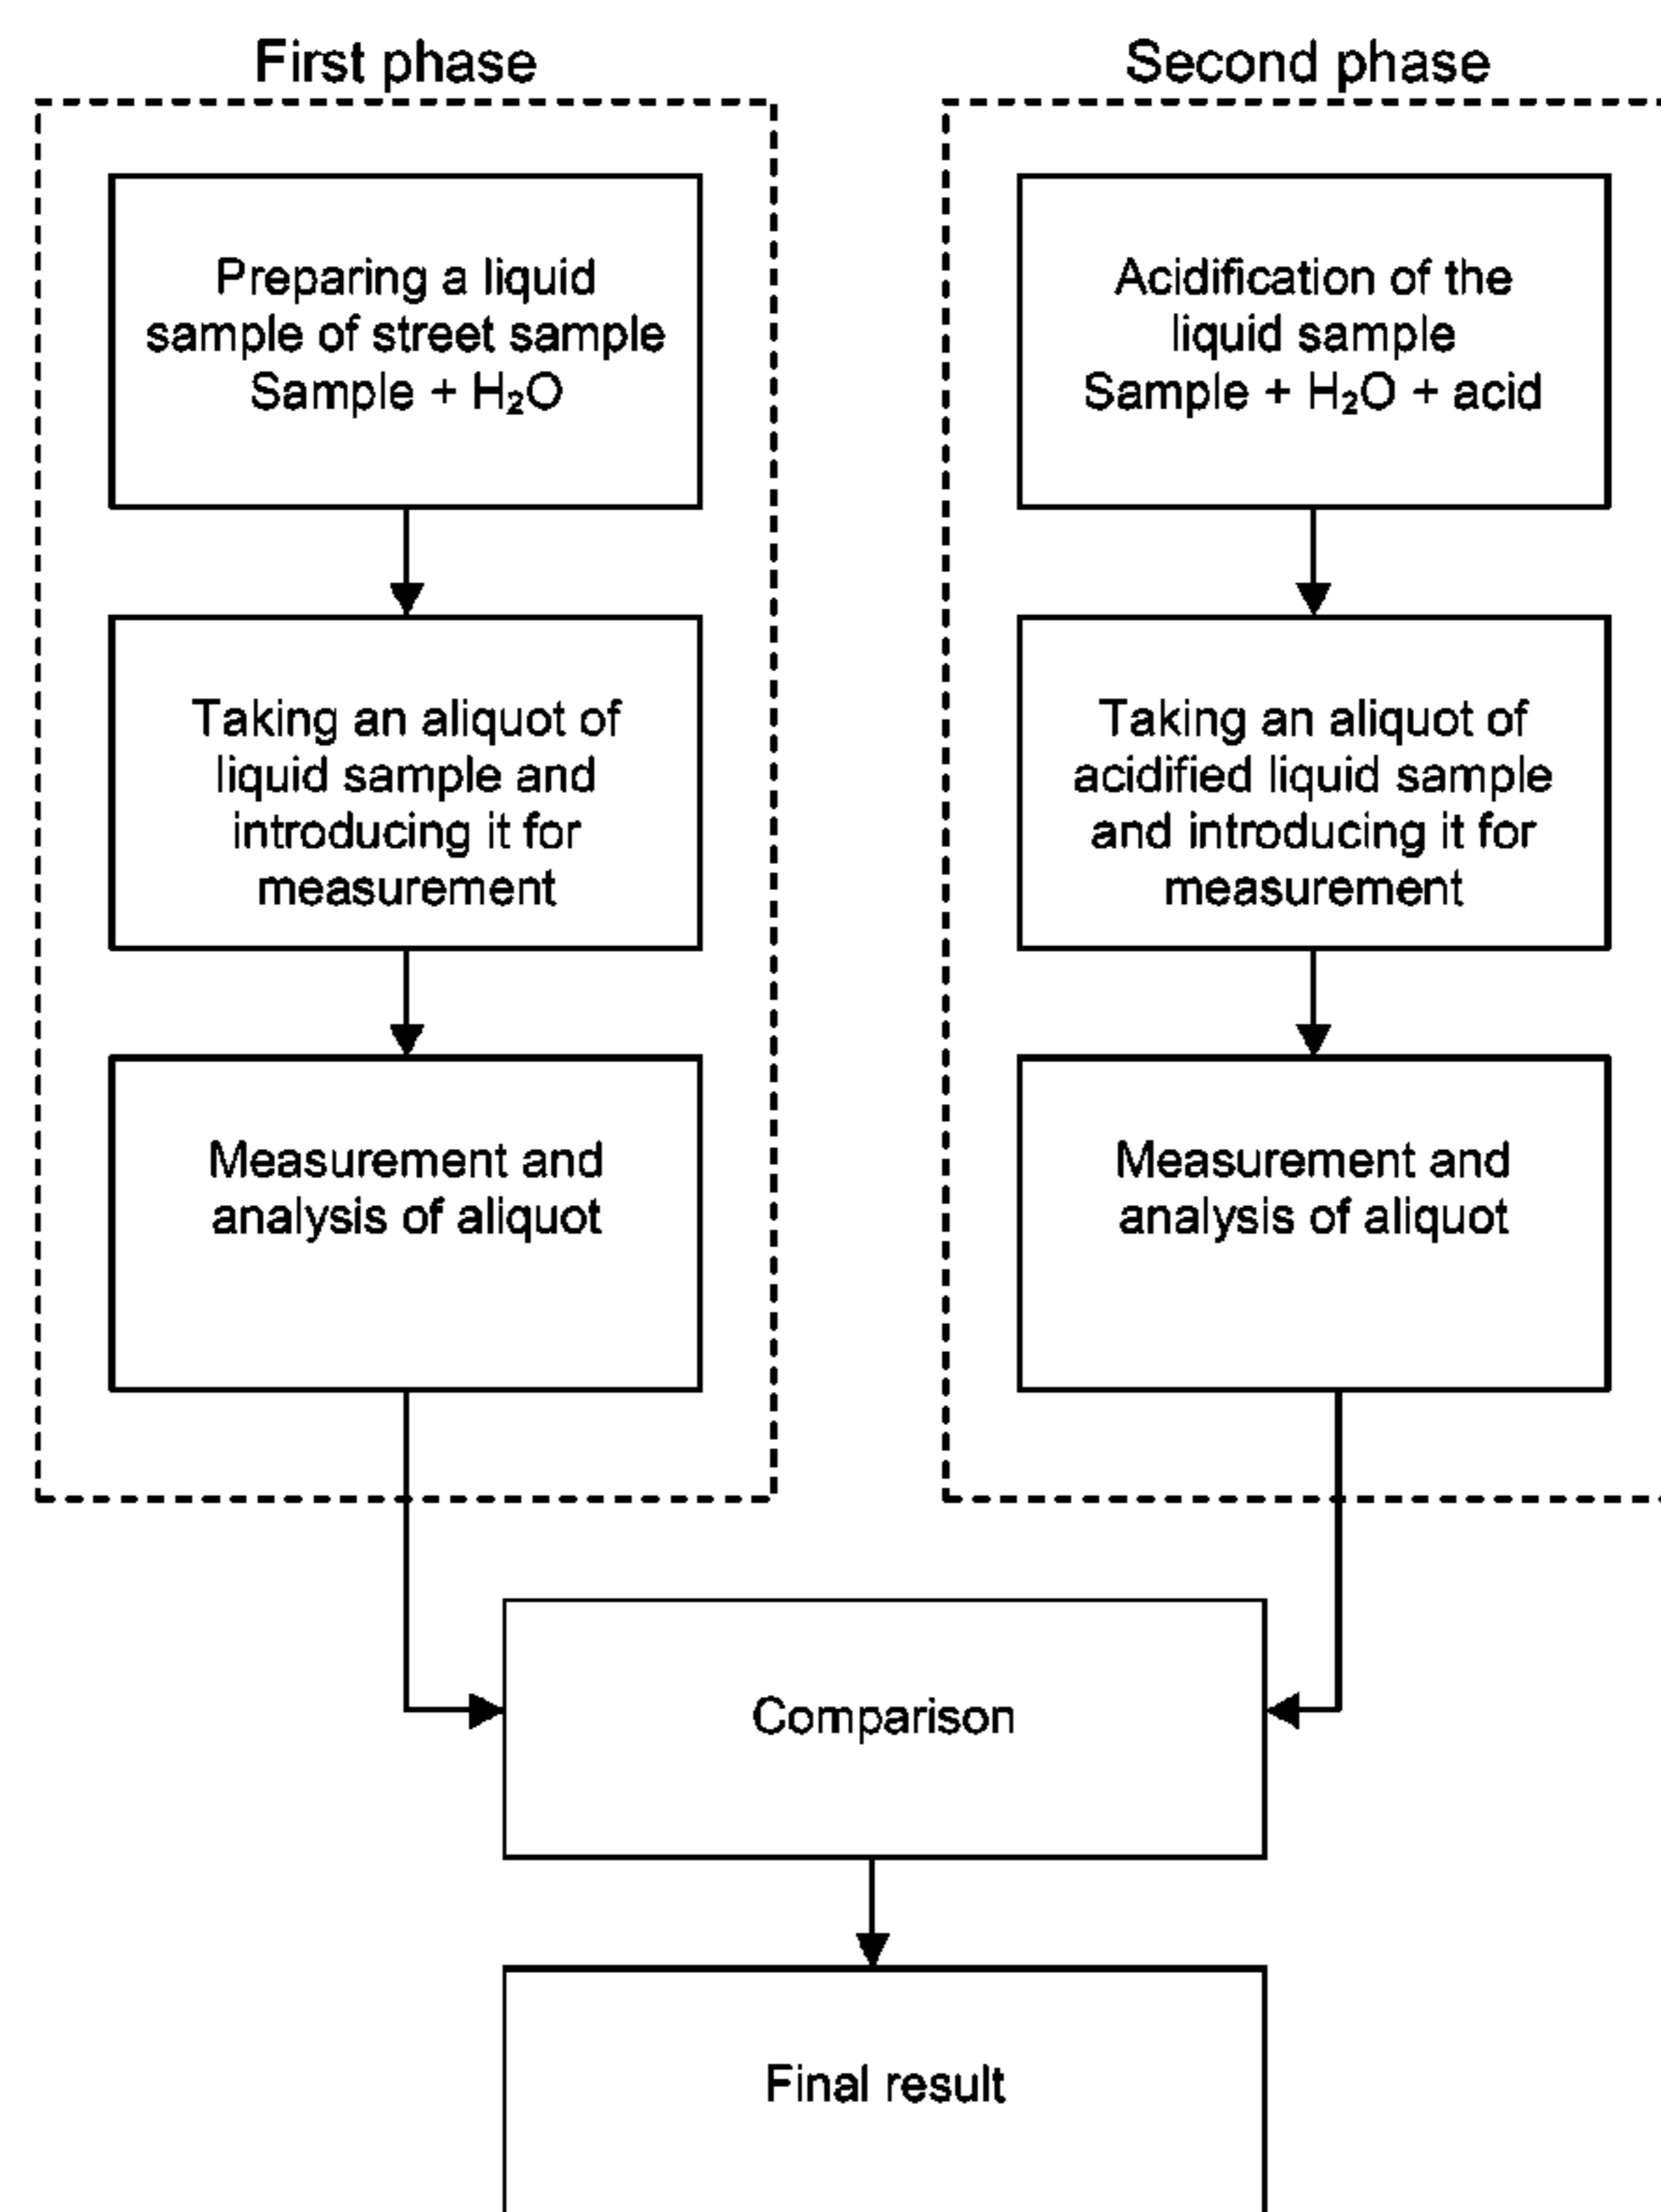 First phase
Preparing a liquid
sample of street sample
Sample + H₂O
Taking an aliquot of
liquid sample and
introducing it for
measurement
Measurement and
analysis of aliquot
Second phase
Acidification of the
liquid sample
Sample + H₂O + acid
Taking an aliquot of
acidified liquid sample
and introducing it for
measurement
Measurement and
analysis of aliquot
Comparison
Final result